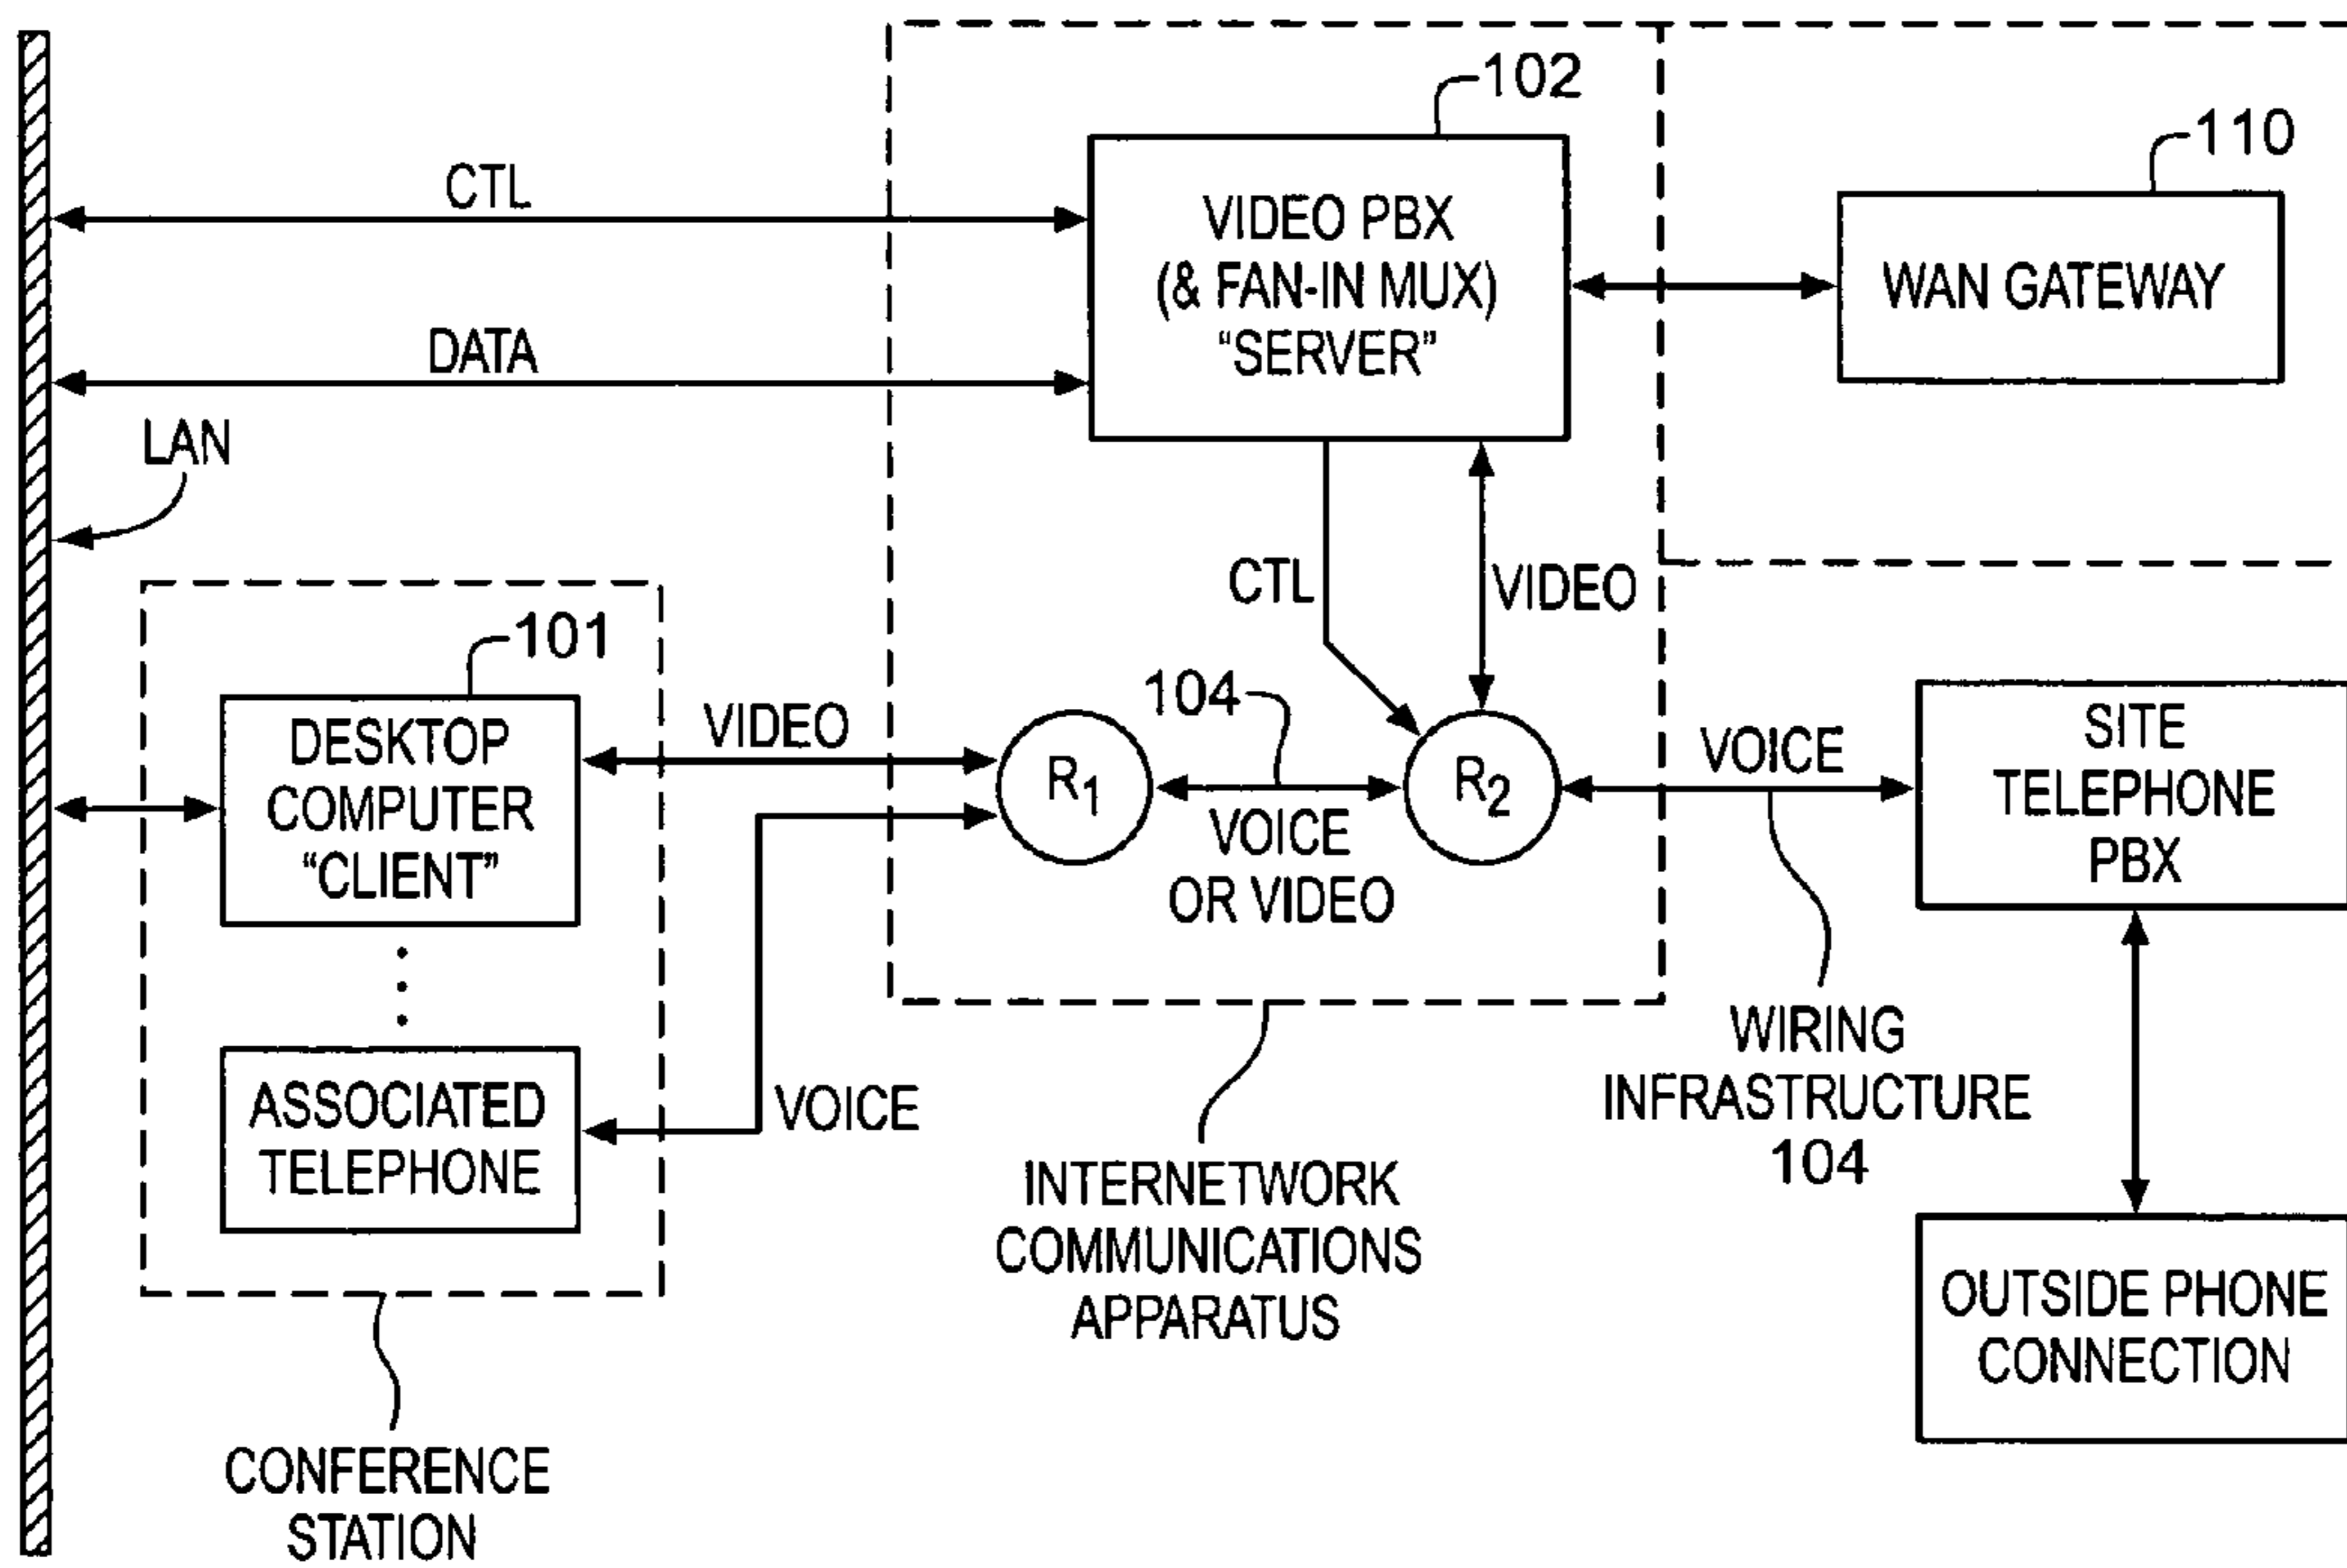 102
110
CTL
VIDEO PBX
(& FAN-IN MUX)
"SERVER"
WAN GATEWAY
DATA
LAN
CTL
VIDEO
101
DESKTOP
COMPUTER
"CLIENT"
VIDEO
104
R1
R2
VOICE
OR VIDEO
VOICE
SITE
TELEPHONE
PBX
ASSOCIATED
TELEPHONE
VOICE
WIRING
INFRASTRUCTURE
104
INTERNETWORK
COMMUNICATIONS
APPARATUS
OUTSIDE PHONE
CONNECTION
CONFERENCE
STATION